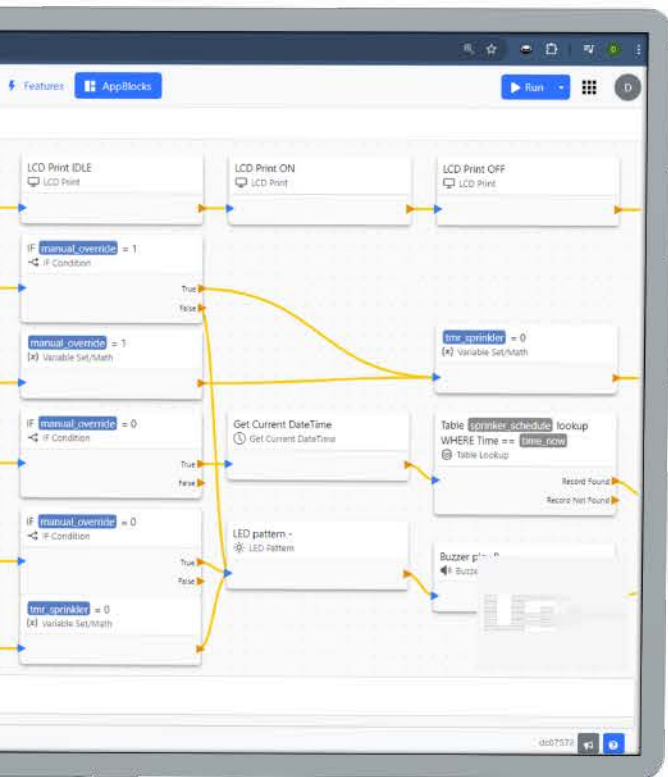 Features AppBlocks Run D
LCD Print IDLE
LCD Print
LCD Print ON
LCD Print
LCD Print OFF
LCD Print
IF manual_override = 1
IF Condition
True
False
manual_override = 1
(x) Variable Set/Math
tmr_sprinkler = 0
(x) Variable Set/Math
IF manual_override = 0
IF Condition
True
False
Get Current DateTime
Get Current DateTime
Table sprinker_schedule lookup
WHERE Time == time_now
Table Lookup
Record Found
Record Not Found
IF manual_override = 0
IF Condition
True
False
LED pattern -
LED Pattern
Buzzer
tmr_sprinkler = 0
(x) Variable Set/Math